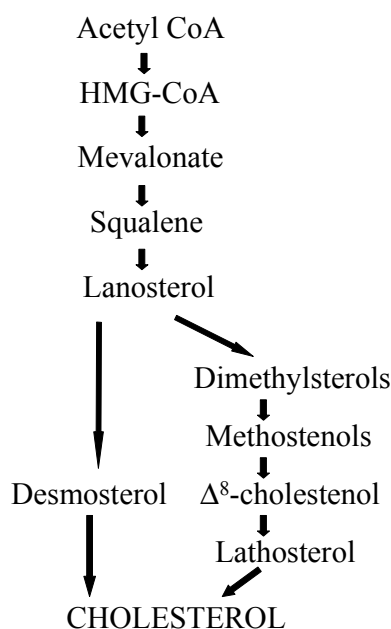 Acetyl CoA
HMG-CoA
Mevalonate
Squalene
Lanosterol
Dimethylsterols
Methostenols
Desmosterol
Δ⁸-cholestenol
Lathosterol
CHOLESTEROL